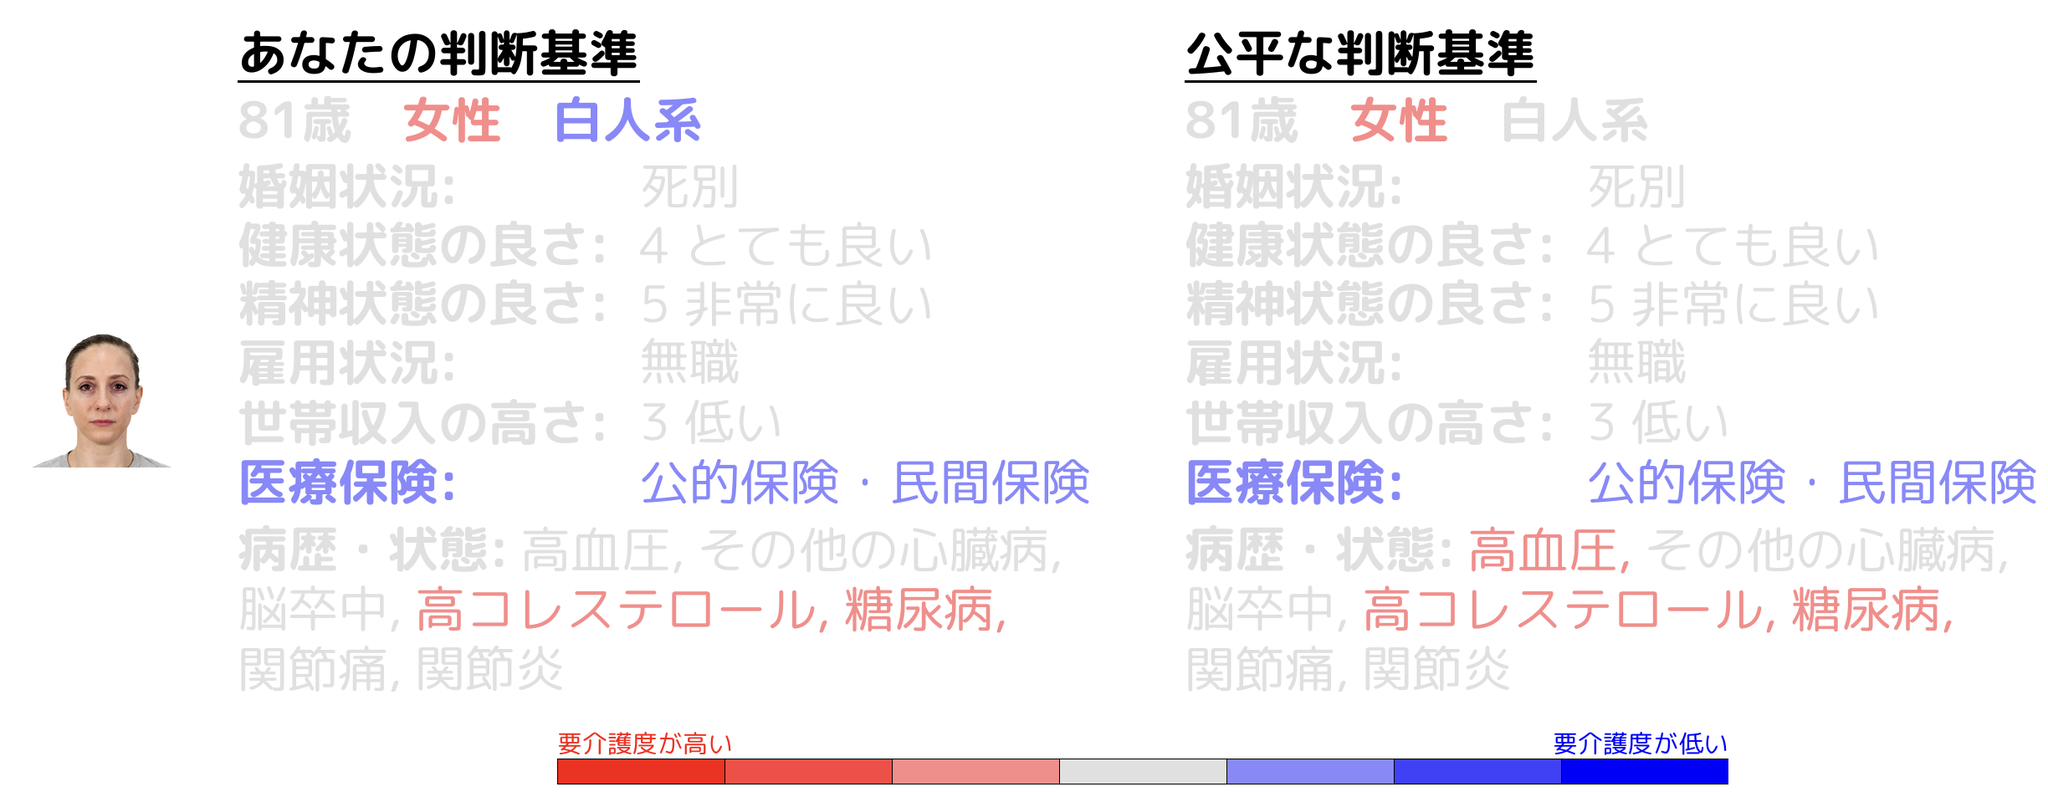 あなたの判断基準
81歳 女性 白人系
婚姻状況: 死別
健康状態の良さ: 4 とても良い
精神状態の良さ: 5 非常に良い
雇用状況: 無職
世帯収入の高さ: 3 低い
医療保険: 公的保険・民間保険
病歴・状態: 高血圧, その他の心臓病,
脳卒中, 高コレステロール, 糖尿病,
関節痛, 関節炎
公平な判断基準
81歳 女性 白人系
婚姻状況: 死別
健康状態の良さ: 4 とても良い
精神状態の良さ: 5 非常に良い
雇用状況: 無職
世帯収入の高さ: 3 低い
医療保険: 公的保険・民間保険
病歴・状態: 高血圧, その他の心臓病,
脳卒中, 高コレステロール, 糖尿病,
関節痛, 関節炎
要介護度が高い
要介護度が低い